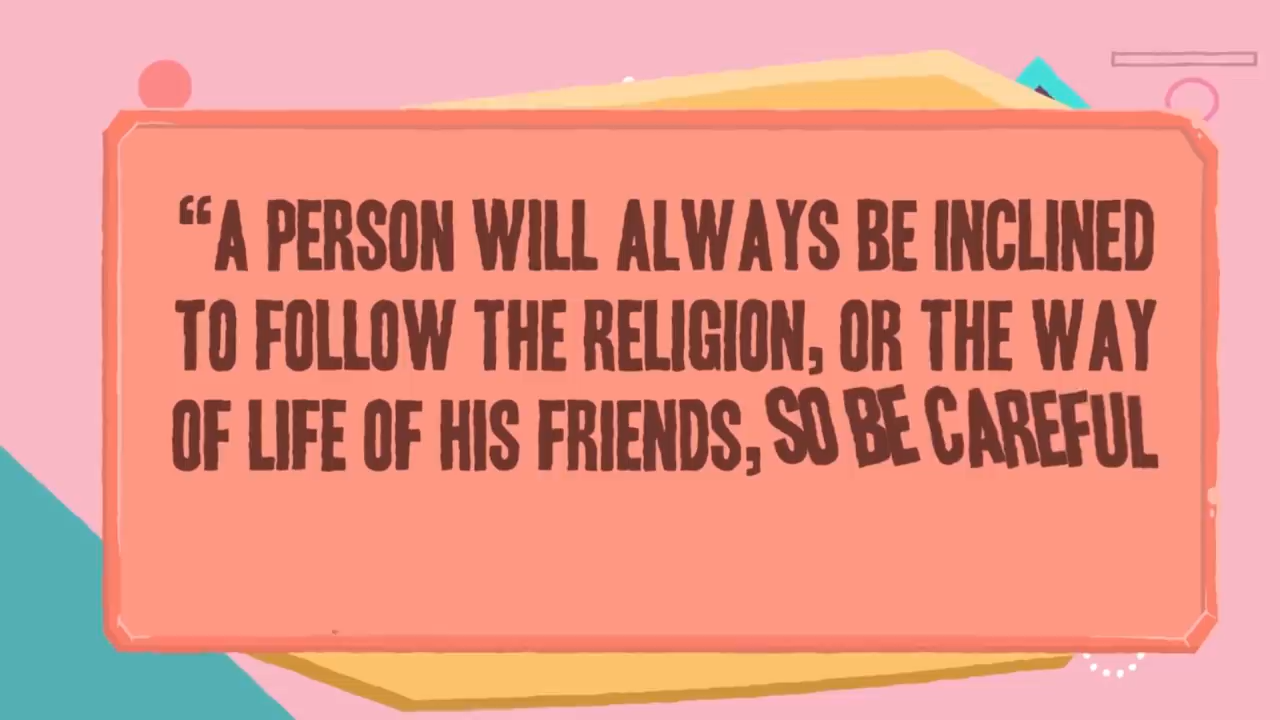 “A PERSON WILL ALWAYS BE INCLINED
TO FOLLOW THE RELIGION, OR THE WAY
OF LIFE OF HIS FRIENDS, SO BE CAREFUL